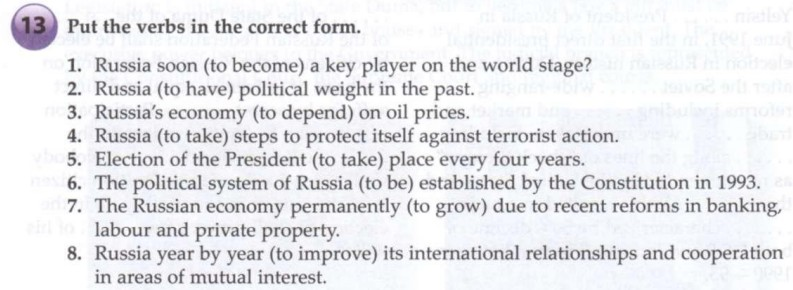 13 Put the verbs in the correct form.
1. Russia soon (to become) a key player on the world stage?
2. Russia (to have) political weight in the past.
3. Russia's economy (to depend) on oil prices.
4. Russia (to take) steps to protect itself against terrorist action.
5. Election of the President (to take) place every four years.
6. The political system of Russia (to be) established by the Constitution in 1993.
7. The Russian economy permanently (to grow) due to recent reforms in banking,
labour and private property.
8. Russia year by year (to improve) its international relationships and cooperation
in areas of mutual interest.